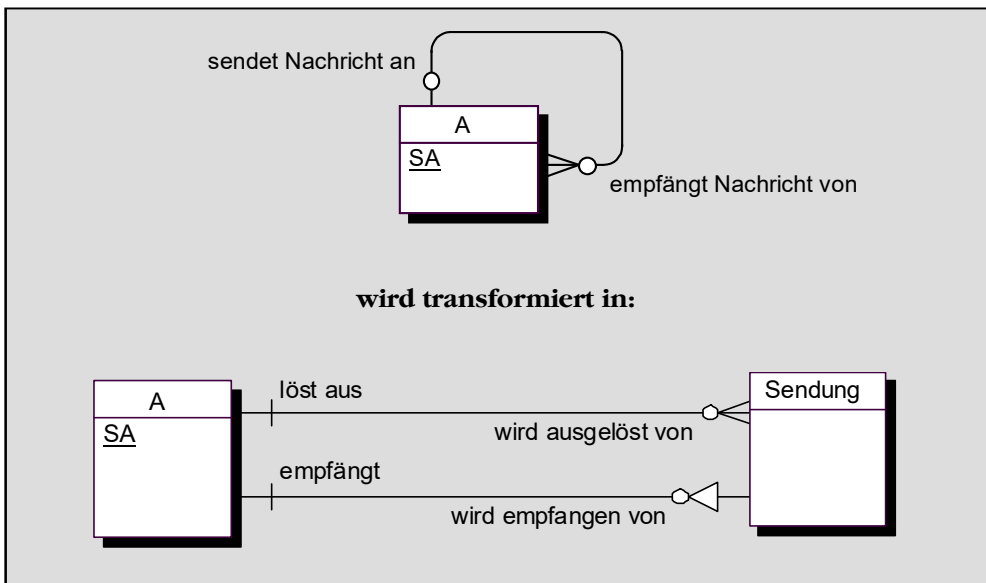 sendet Nachricht an
A
SA
empfängt Nachricht von
wird transformiert in:
löst aus
A
SA
wird ausgelöst von
Sendung
empfängt
wird empfangen von